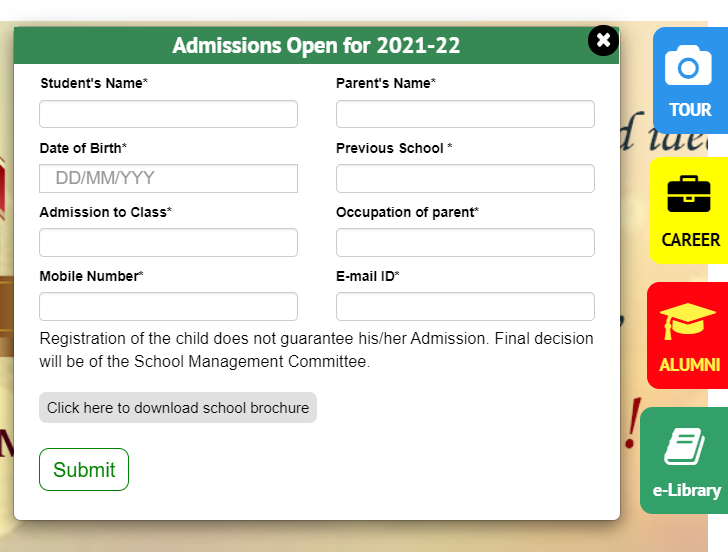 Admissions Open for 2021-22
Student's Name*
Parent's Name*
Date of Birth*
Previous School *
DD/MM/YYY
Admission to Class*
Occupation of parent*
Mobile Number*
E-mail ID*
Registration of the child does not guarantee his/her Admission. Final decision
will be of the School Management Committee.
Click here to download school brochure
Submit
TOUR
CAREER
ALUMNI
e-Library